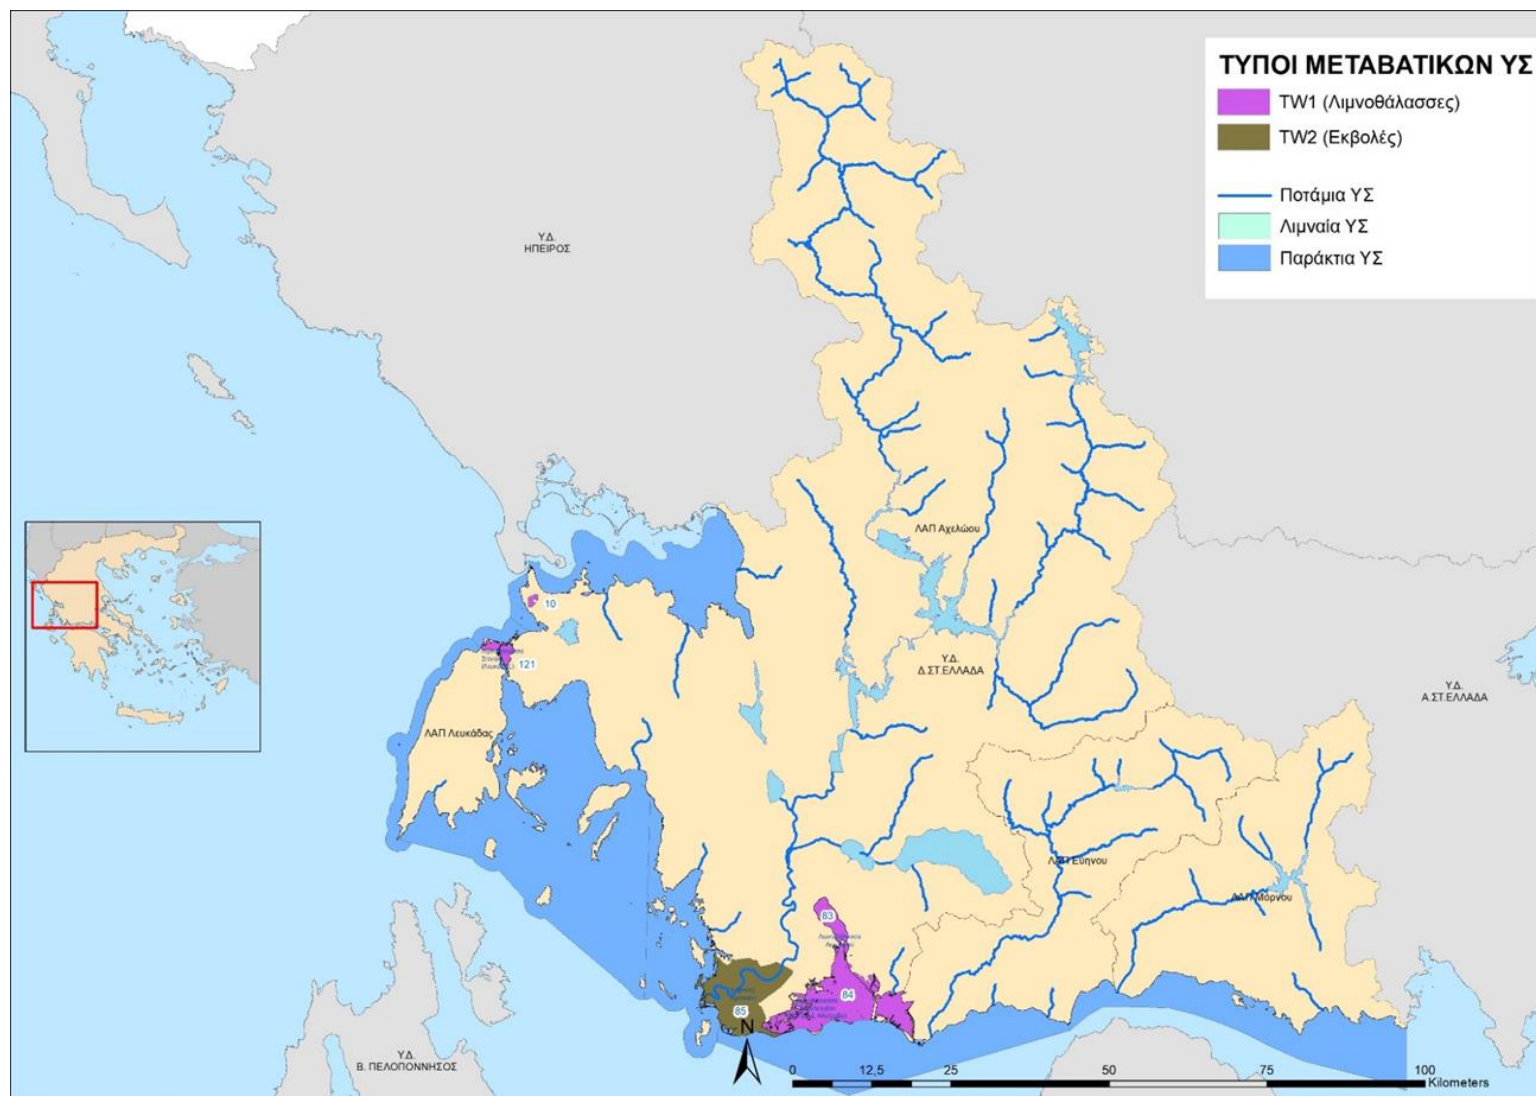 ΤΥΠΟΙ ΜΕΤΑΒΑΤΙΚΩΝ ΥΣ
TW1 (Λιμνοθάλασσες)
TW2 (Εκβολές)
Ποτάμια ΥΣ
Λιμναία ΥΣ
Παράκτια ΥΣ
Υ.Δ.
ΗΠΕΙΡΟΣ
ΛΑΠ Αχελώου
10
121
Υ.Δ.
Δ.ΣΤ.ΕΛΛΑΔΑ
Υ.Δ.
Α.ΣΤ.ΕΛΛΑΔΑ
ΛΑΠ Λευκάδας
ΛΑΠ Εύηνου
ΛΑΠ Μόρνου
83
84
85
N
Υ.Δ.
Β. ΠΕΛΟΠΟΝΝΗΣΟΣ
0 12,5 25 50 75 100
Kilometers